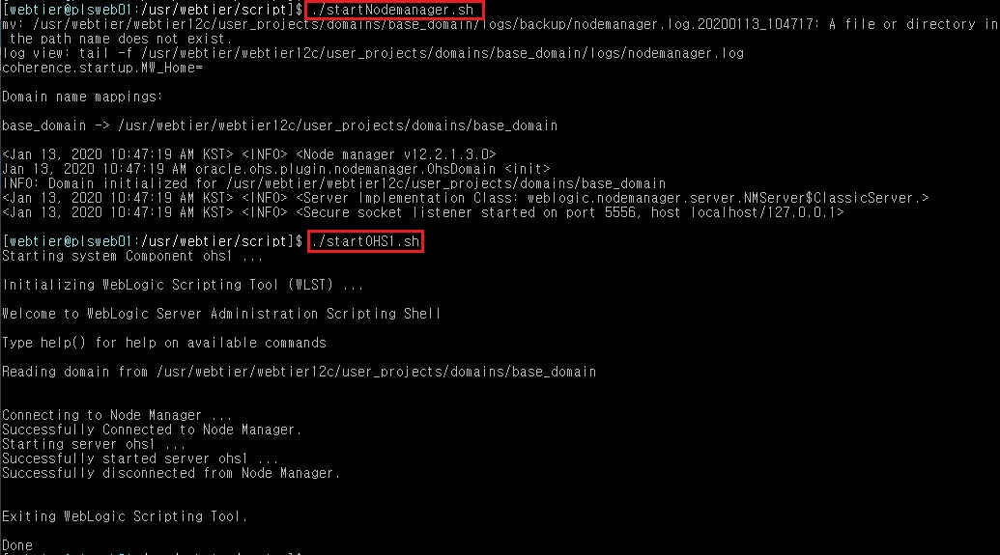 [webtier@plsweb01:/usr/webtier/script]$ ./startNodemanager.sh
mv: /usr/webtier/webtier12c/user_projects/domains/base_domain/logs/backup/nodemanager.log.20200113_104717: A file or directory in
 the path name does not exist.
log view: tail -f /usr/webtier/webtier12c/user_projects/domains/base_domain/logs/nodemanager.log
coherence.startup.MW_Home=
Domain name mappings:
base_domain -> /usr/webtier/webtier12c/user_projects/domains/base_domain
<Jan 13, 2020 10:47:19 AM KST> <INFO> <Node manager v12.2.1.3.0>
Jan 13, 2020 10:47:19 AM oracle.ohs.plugin.nodemanager.OhsDomain <init>
INFO: Domain initialized for /usr/webtier/webtier12c/user_projects/domains/base_domain
<Jan 13, 2020 10:47:19 AM KST> <INFO> <Server Implementation Class: weblogic.nodemanager.server.NMServer$ClassicServer.>
<Jan 13, 2020 10:47:19 AM KST> <INFO> <Secure socket listener started on port 5556, host localhost/127.0.0.1>
[webtier@plsweb01:/usr/webtier/script]$ ./startOHS1.sh
Starting system Component ohs1 ...
Initializing WebLogic Scripting Tool (WLST) ...
Welcome to WebLogic Server Administration Scripting Shell
Type help() for help on available commands
Reading domain from /usr/webtier/webtier12c/user_projects/domains/base_domain
Connecting to Node Manager ...
Successfully Connected to Node Manager.
Starting server ohs1 ...
Successfully started server ohs1 ...
Successfully disconnected from Node Manager.
Exiting WebLogic Scripting Tool.
Done